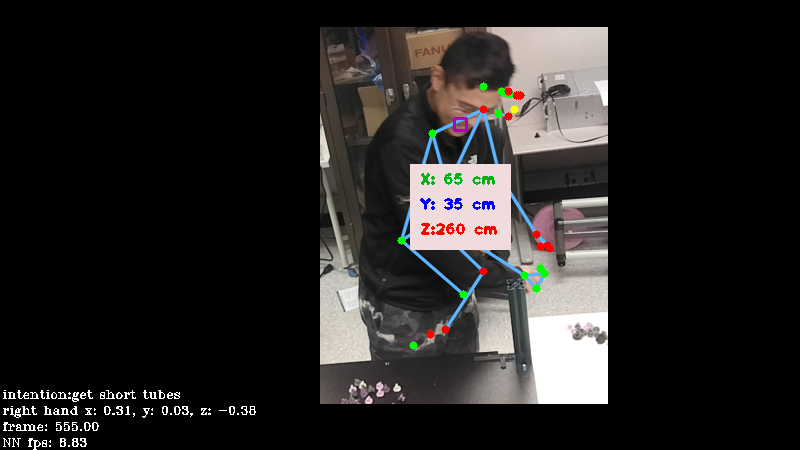 FANUC
X: 65 cm
Y: 35 cm
Z:260 cm
intention:get short tubes
right hand x: 0.31, y: 0.03, z: -0.38
frame: 555.00
NN fps: 8.83